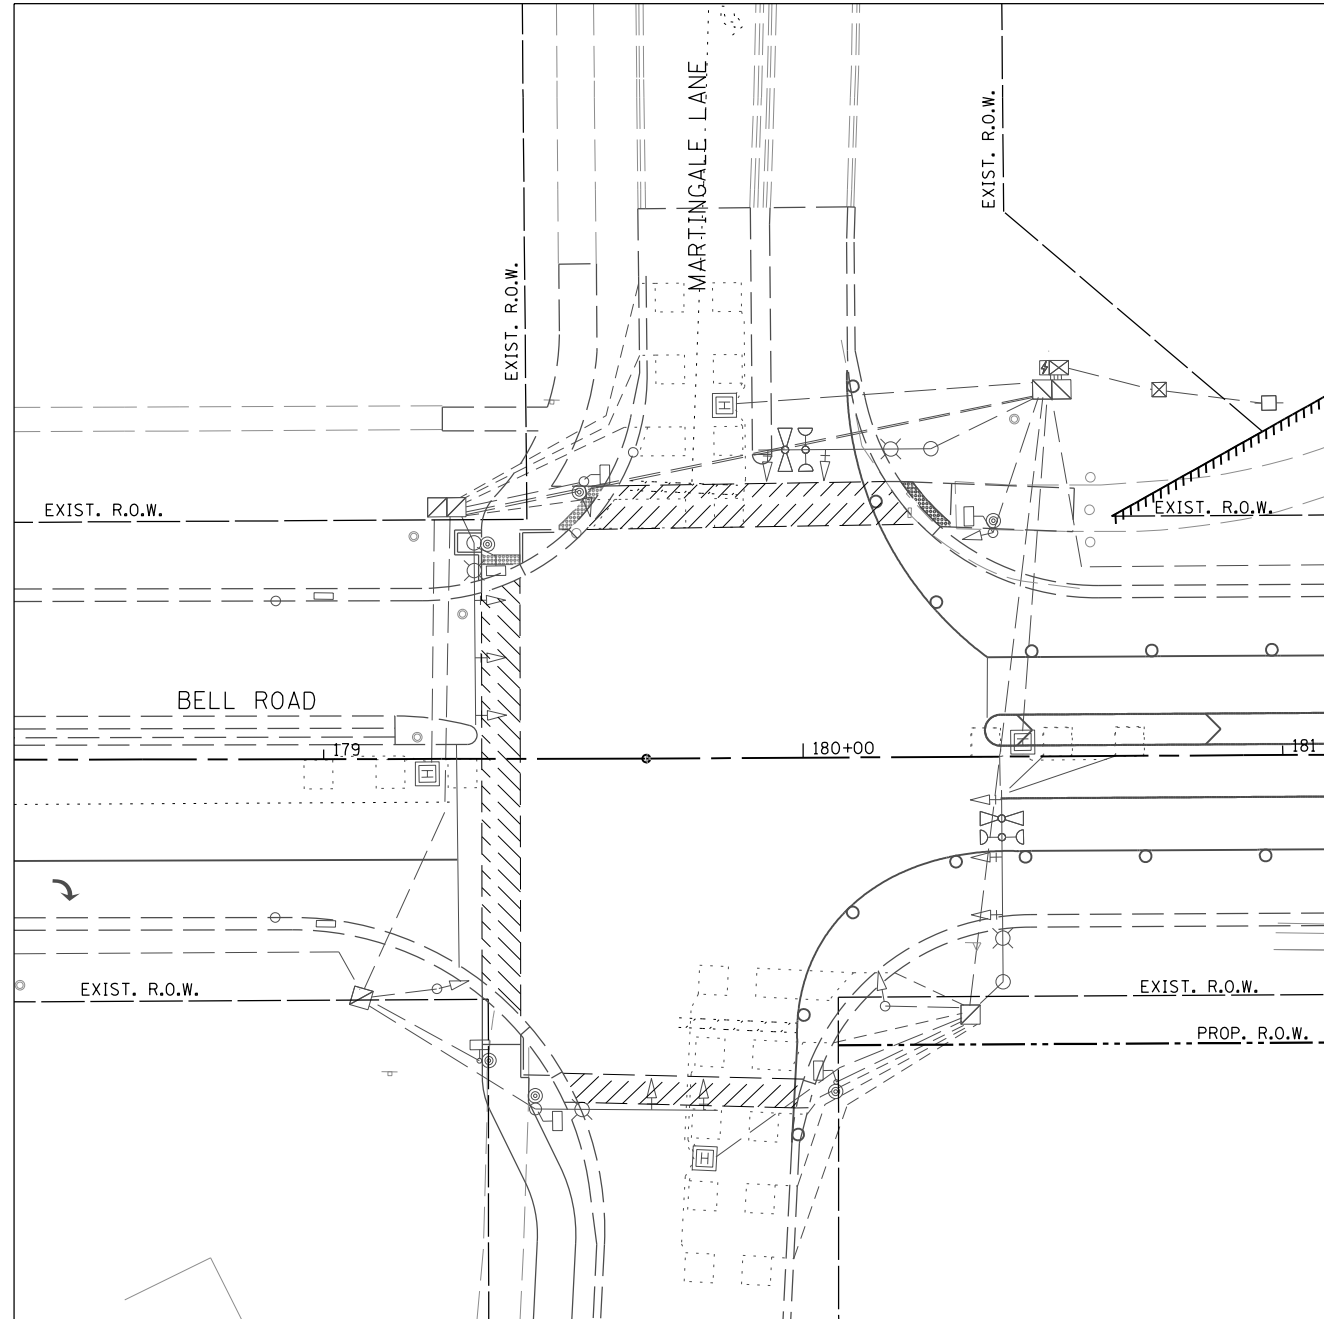 MARTINGALE LANE
EXIST. R.O.W.
EXIST. R.O.W.
EXIST. R.O.W.
EXIST. R.O.W.
BELL ROAD
179
180+00
181
EXIST. R.O.W.
EXIST. R.O.W.
PROP. R.O.W.
H
H
H